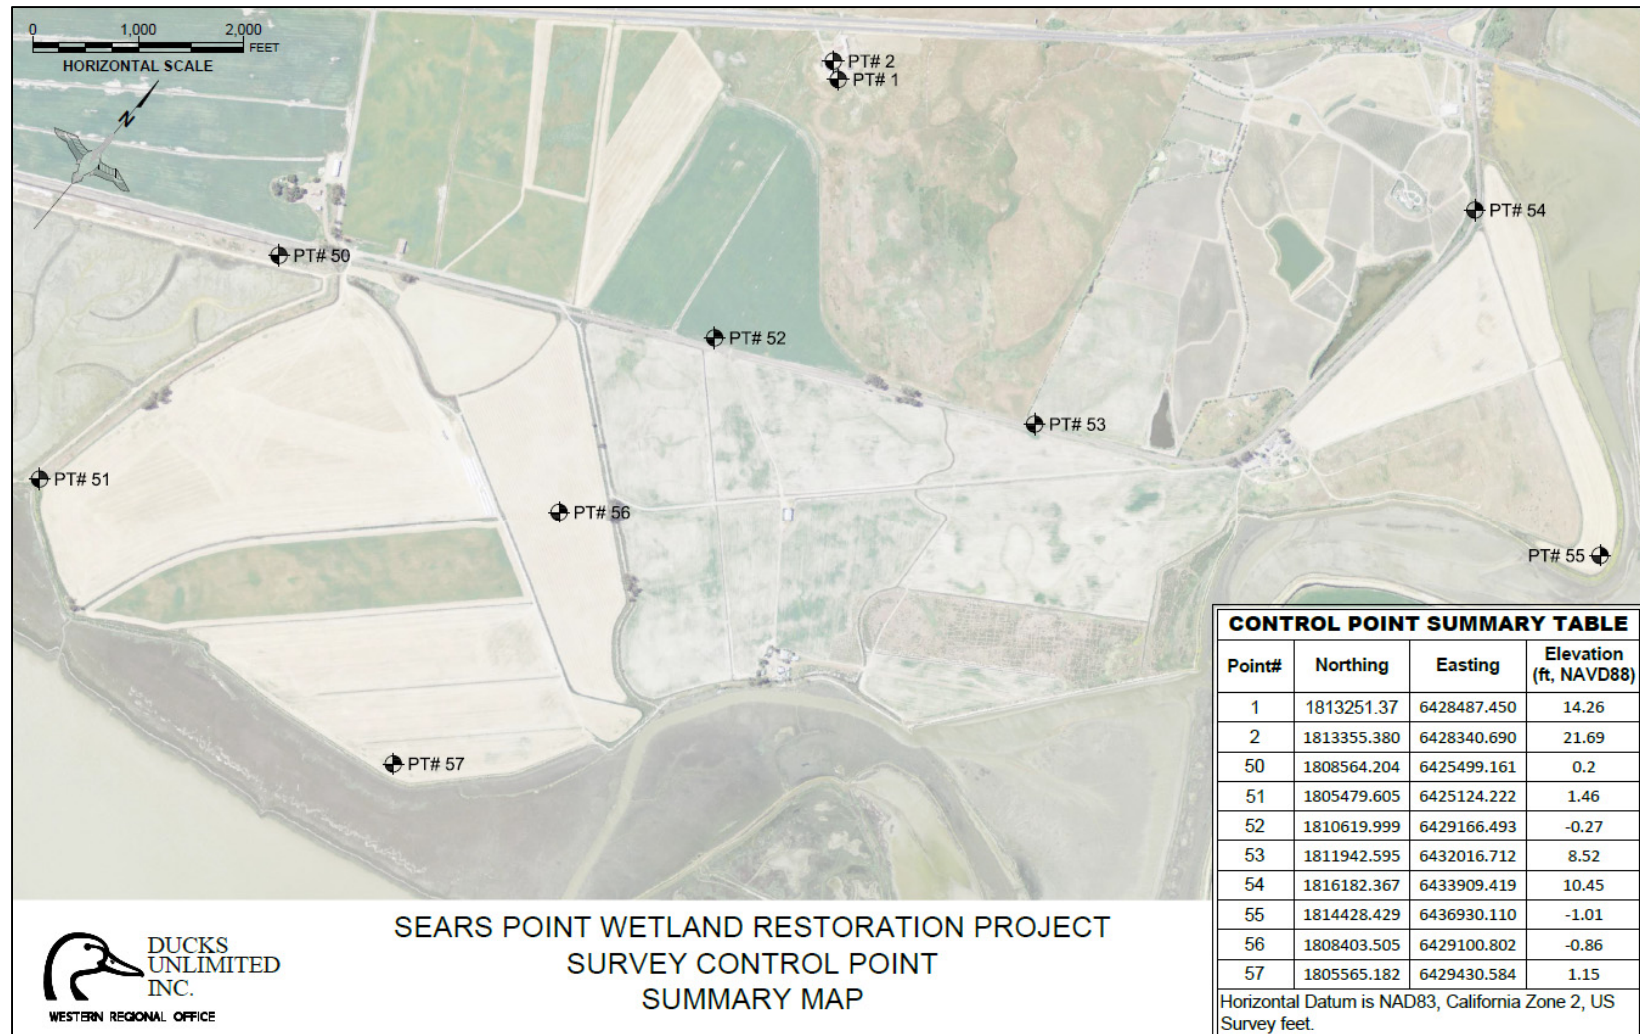 0 1,000 2,000
FEET
HORIZONTAL SCALE
N
PT# 2
PT# 1
PT# 54
PT# 50
PT# 52
PT# 53
PT# 51
PT# 56
PT# 55
PT# 57
CONTROL POINT SUMMARY TABLE
Point# Northing Easting Elevation
(ft, NAVD88)
1 1813251.37 6428487.450 14.26
2 1813355.380 6428340.690 21.69
50 1808564.204 6425499.161 0.2
51 1805479.605 6425124.222 1.46
52 1810619.999 6429166.493 -0.27
53 1811942.595 6432016.712 8.52
54 1816182.367 6433909.419 10.45
55 1814428.429 6436930.110 -1.01
56 1808403.505 6429100.802 -0.86
57 1805565.182 6429430.584 1.15
Horizontal Datum is NAD83, California Zone 2, US
Survey feet.
DUCKS
UNLIMITED
INC.
WESTERN REGIONAL OFFICE
SEARS POINT WETLAND RESTORATION PROJECT
SURVEY CONTROL POINT
SUMMARY MAP